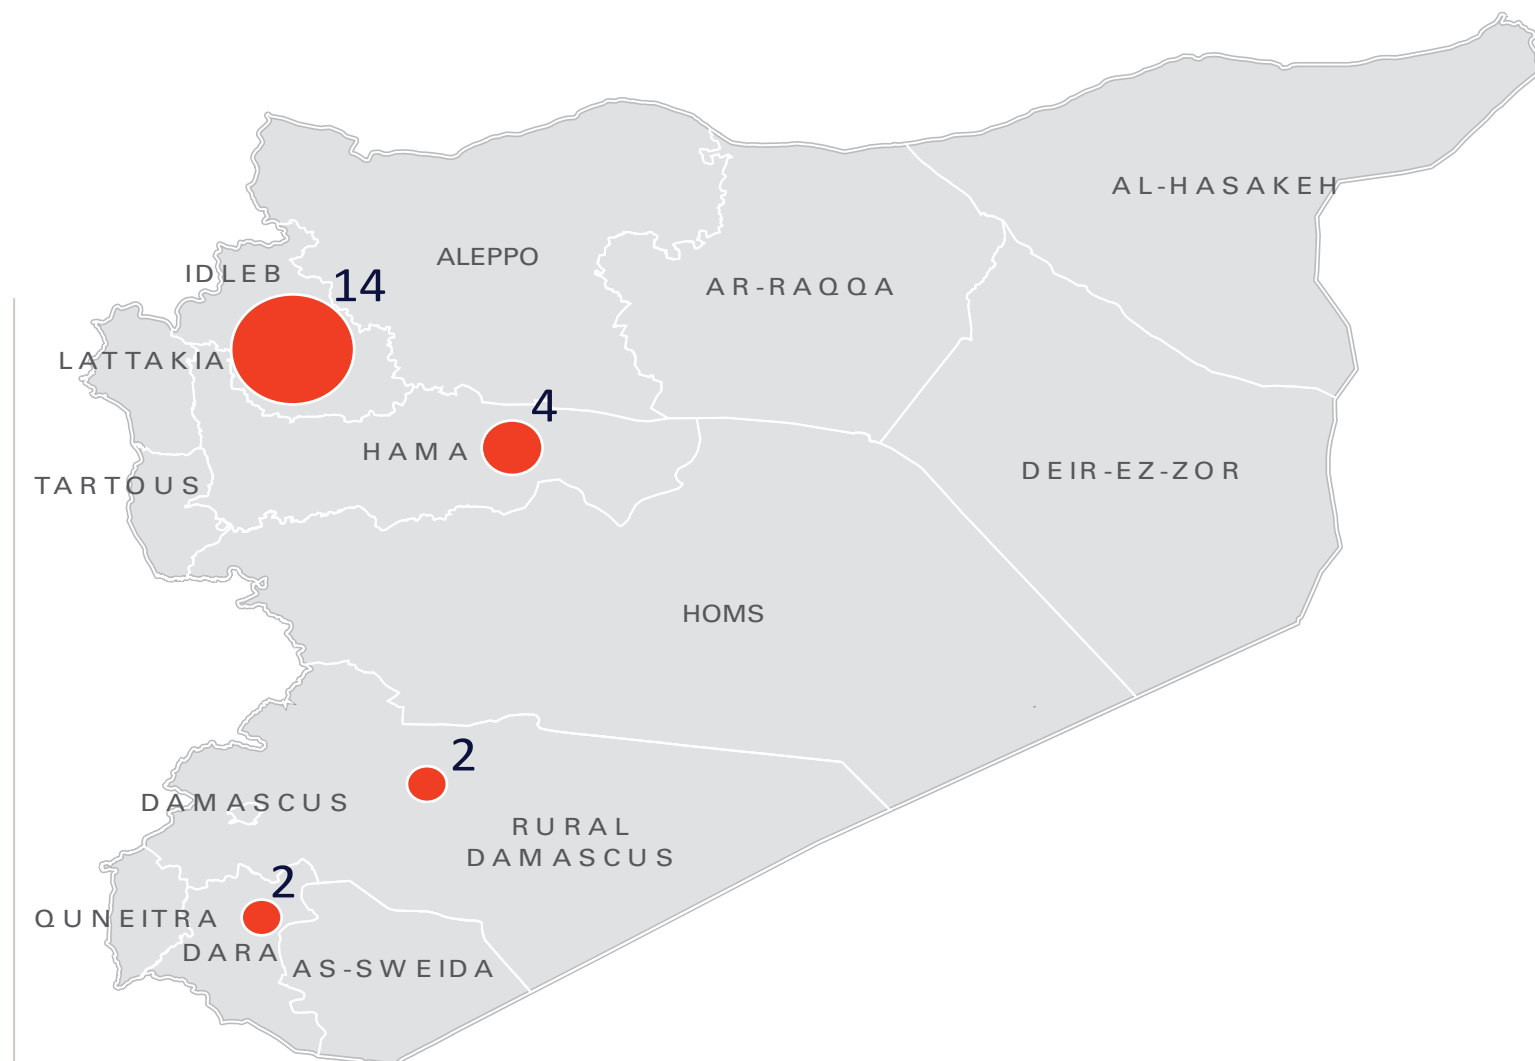 AL-HASAKEH
ALEPPO
IDLEB
14
AR-RAQQA
LATTAKIA
4
HAMA
DEIR-EZ-ZOR
TARTOUS
HOMS
2
DAMASCUS
RURAL
DAMASCUS
2
QUNEITRA
DARA
AS-SWEIDA